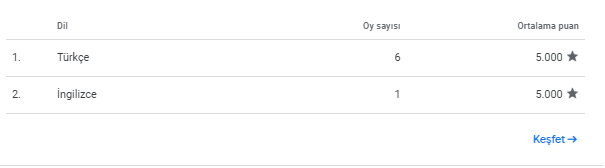 Dil Oy sayısı Ortalama puan
1. Türkçe 6 5.000 ★
2. İngilizce 1 5.000 ★
Keşfet →